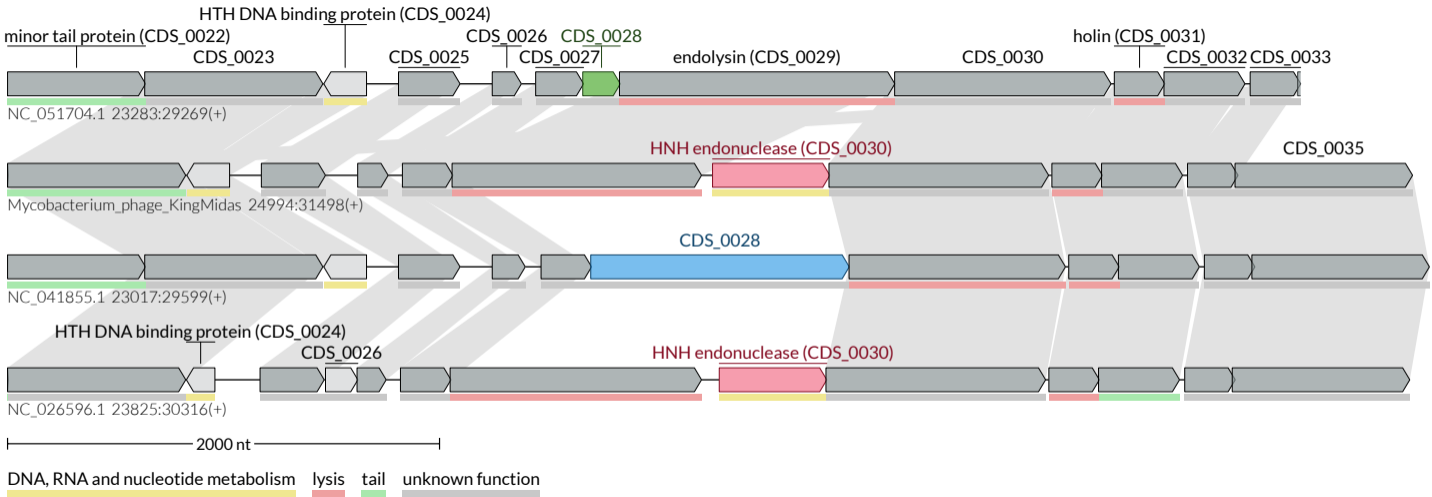 HTH DNA binding protein (CDS_0024)
minor tail protein (CDS_0022) CDS_0026 CDS_0028 holin (CDS_0031)
CDS_0023 CDS_0025 CDS_0027 endolysin (CDS_0029) CDS_0030 CDS_0032 CDS_0033
NC_051704.1 23283:29269(+)
HNH endonuclease (CDS_0030) CDS_0035
Mycobacterium_phage_KingMidas 24994:31498(+)
CDS_0028
NC_041855.1 23017:29599(+)
HTH DNA binding protein (CDS_0024)
CDS_0026 HNH endonuclease (CDS_0030)
NC_026596.1 23825:30316(+)
2000 nt
DNA, RNA and nucleotide metabolism lysis tail unknown function